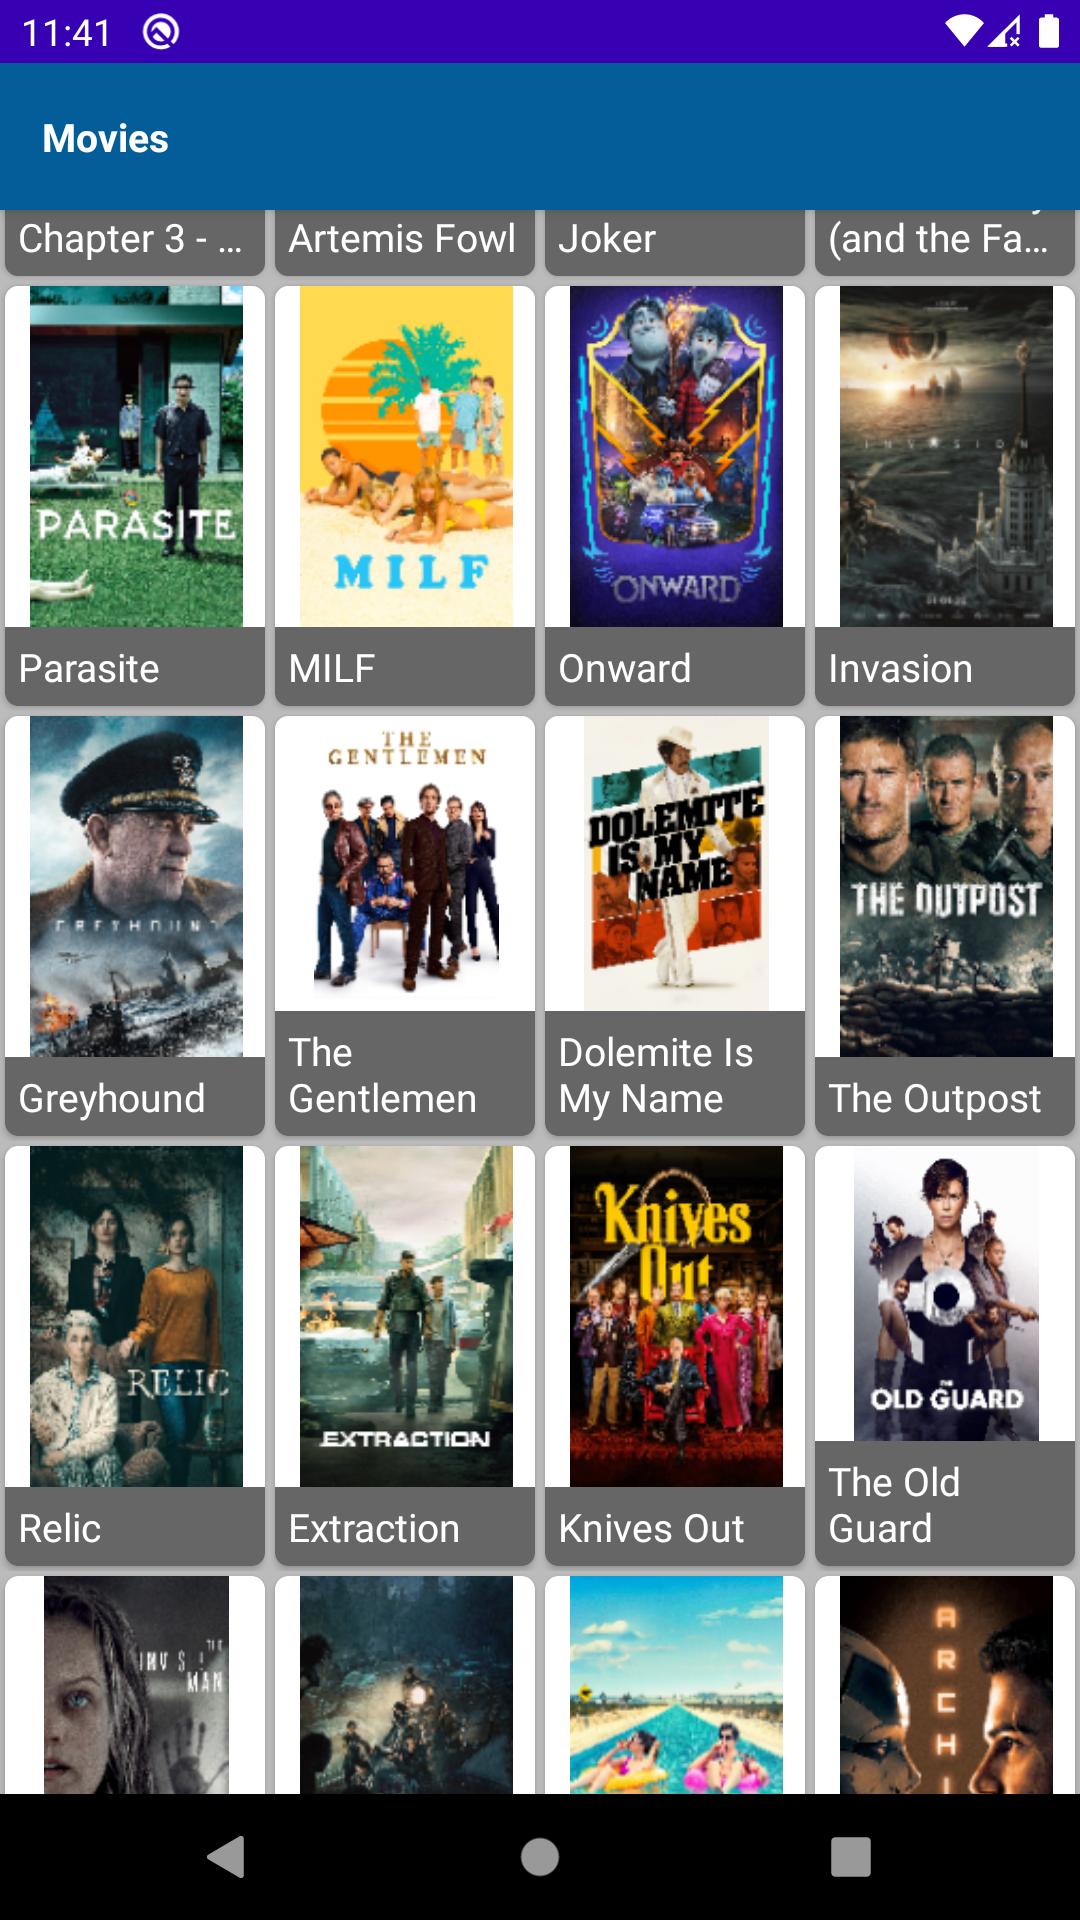 11:41
Movies
Chapter 3 - ...
Artemis Fowl
Joker
(and the Fa...
PARASITE
MILF
ONWARD
INVASION
Parasite
MILF
Onward
Invasion
GREYHOUND
THE
GENTLEMEN
DOLEMITE
IS MY
NAME
THE OUTPOST
Greyhound
The
Gentlemen
Dolemite Is
My Name
The Outpost
RELIC
EXTRACTION
Knives
Out
THE
OLD GUARD
Relic
Extraction
Knives Out
The Old
Guard
THE
MAN
ARCHI